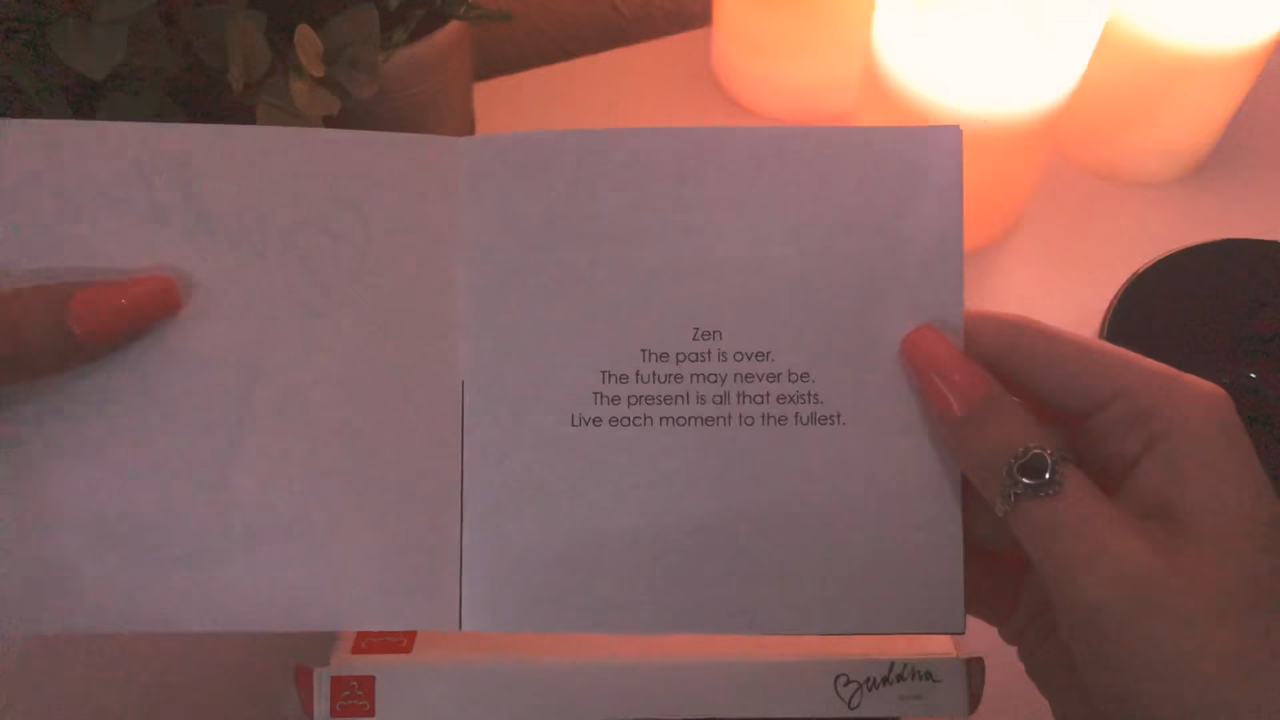 Zen
The past is over.
The future may never be.
The present is all that exists.
Live each moment to the fullest.
Buddha